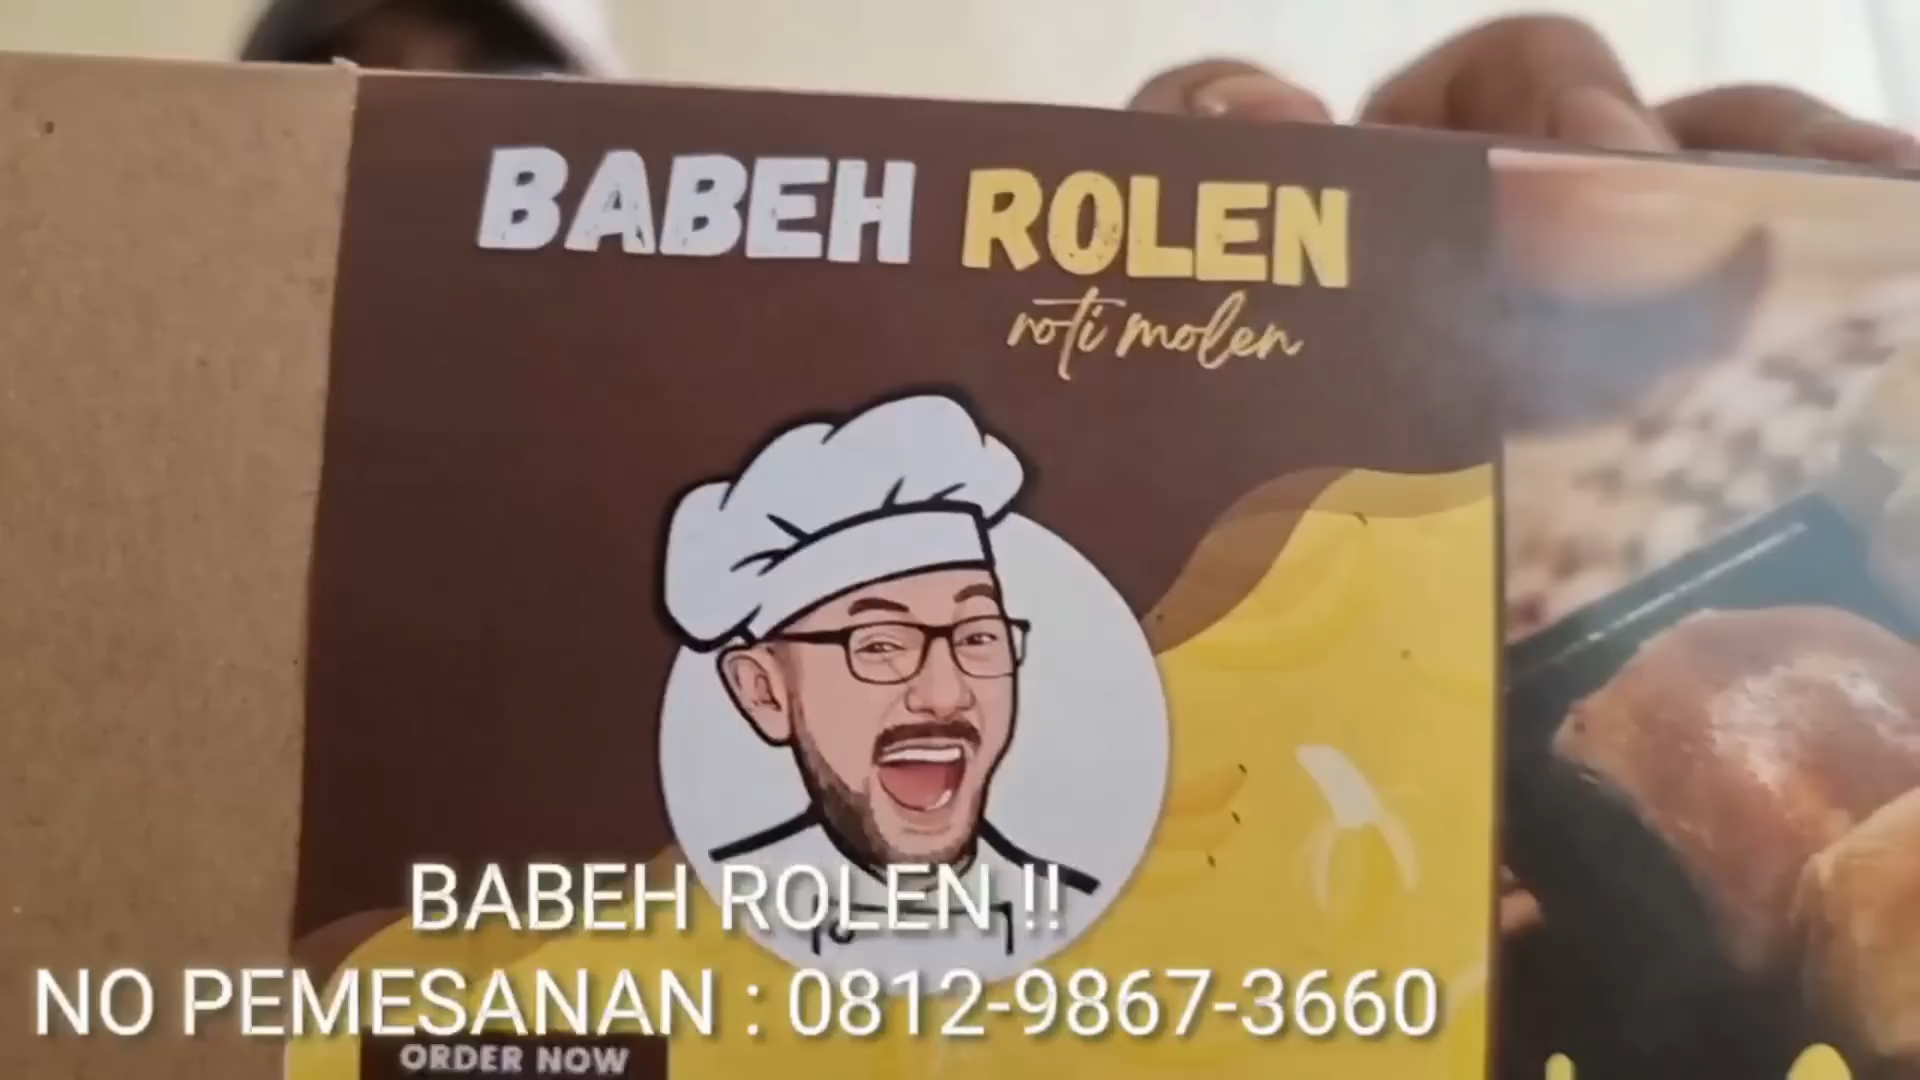 BABEH ROLEN
roti molen
BABEH ROLEN !!
NO PEMESANAN : 0812-9867-3660
ORDER NOW